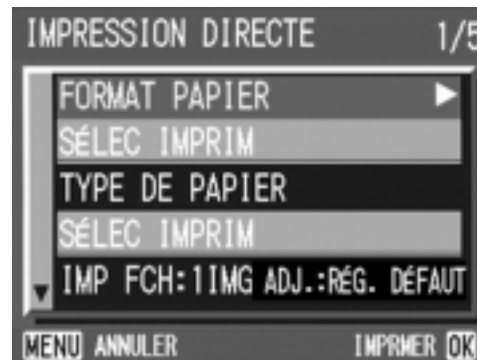 IMPRESSION DIRECTE 1/5
FORMAT PAPIER
SÉLEC IMPRIM
TYPE DE PAPIER
SÉLEC IMPRIM
IMP FCH:1IMG ADJ.:RÉG. DÉFAUT
MENU ANNULER IMPRMER OK